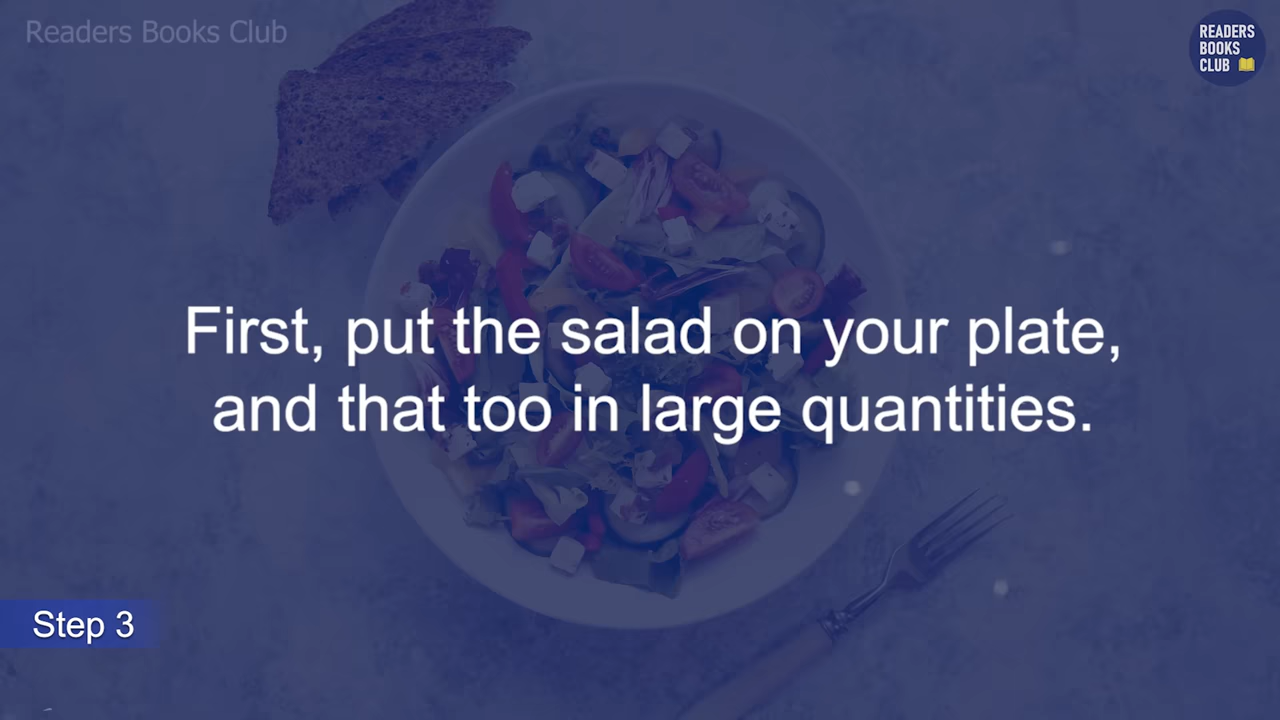 Readers Books Club
READERS
BOOKS
CLUB
First, put the salad on your plate,
and that too in large quantities.
Step 3